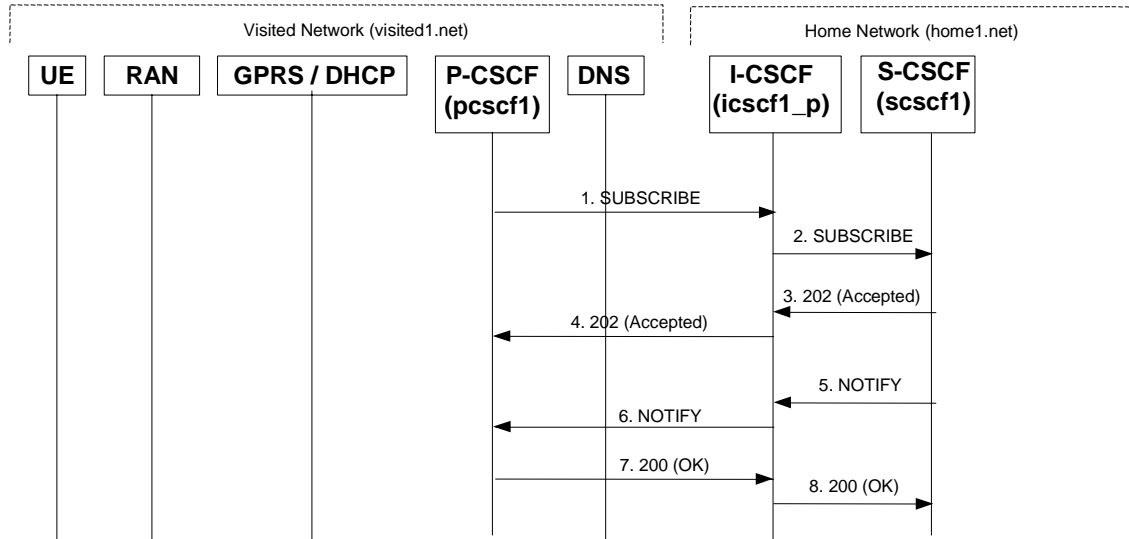 Visited Network (visited1.net)
Home Network (home1.net)
UE
RAN
GPRS / DHCP
P-CSCF
(pcscf1)
DNS
I-CSCF
(icscf1_p)
S-CSCF
(scscf1)
1. SUBSCRIBE
2. SUBSCRIBE
3. 202 (Accepted)
4. 202 (Accepted)
5. NOTIFY
6. NOTIFY
7. 200 (OK)
8. 200 (OK)